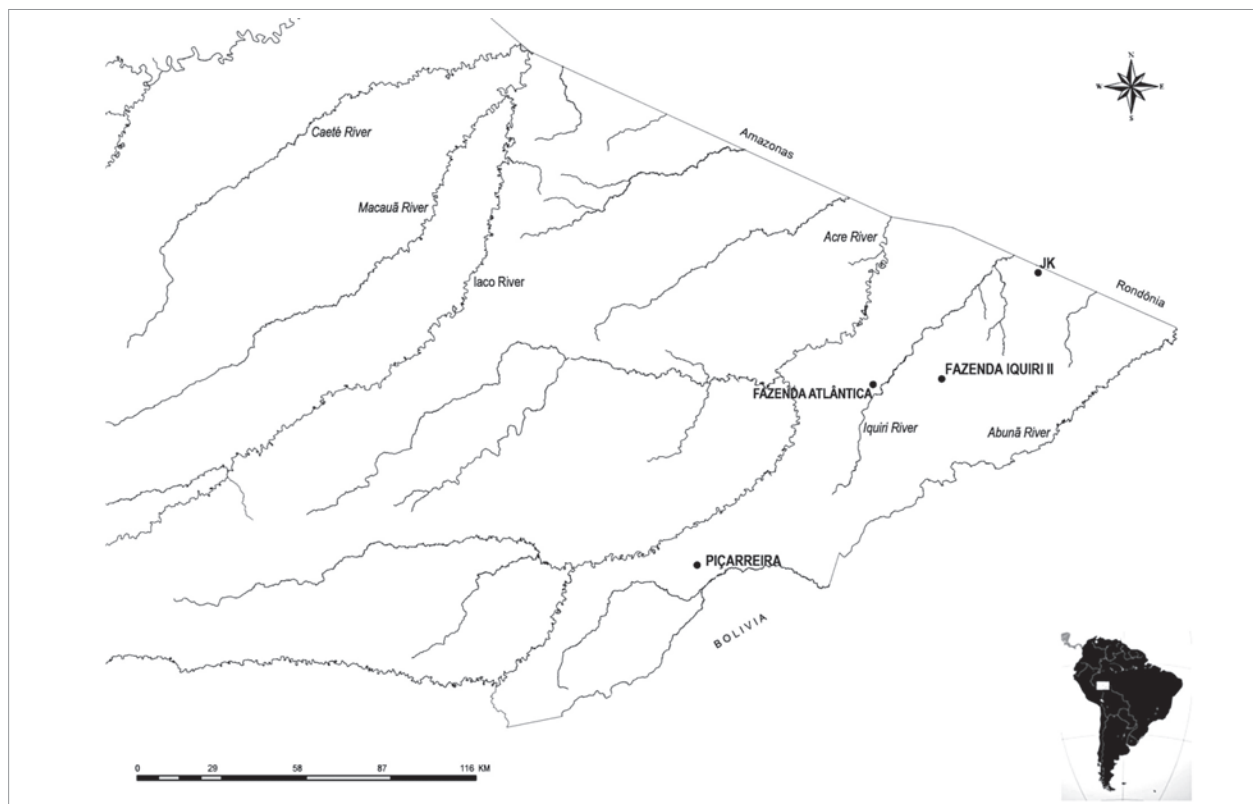 N
W
E
S
Amazonas
Caetê River
Macauã River
Acre River
JK
Iaco River
Rondônia
FAZENDA IQUIRI II
FAZENDA ATLÂNTICA
Iquiri River
Abunã River
PIÇARREIRA
BOLIVIA
0 29 58 87 116 KM